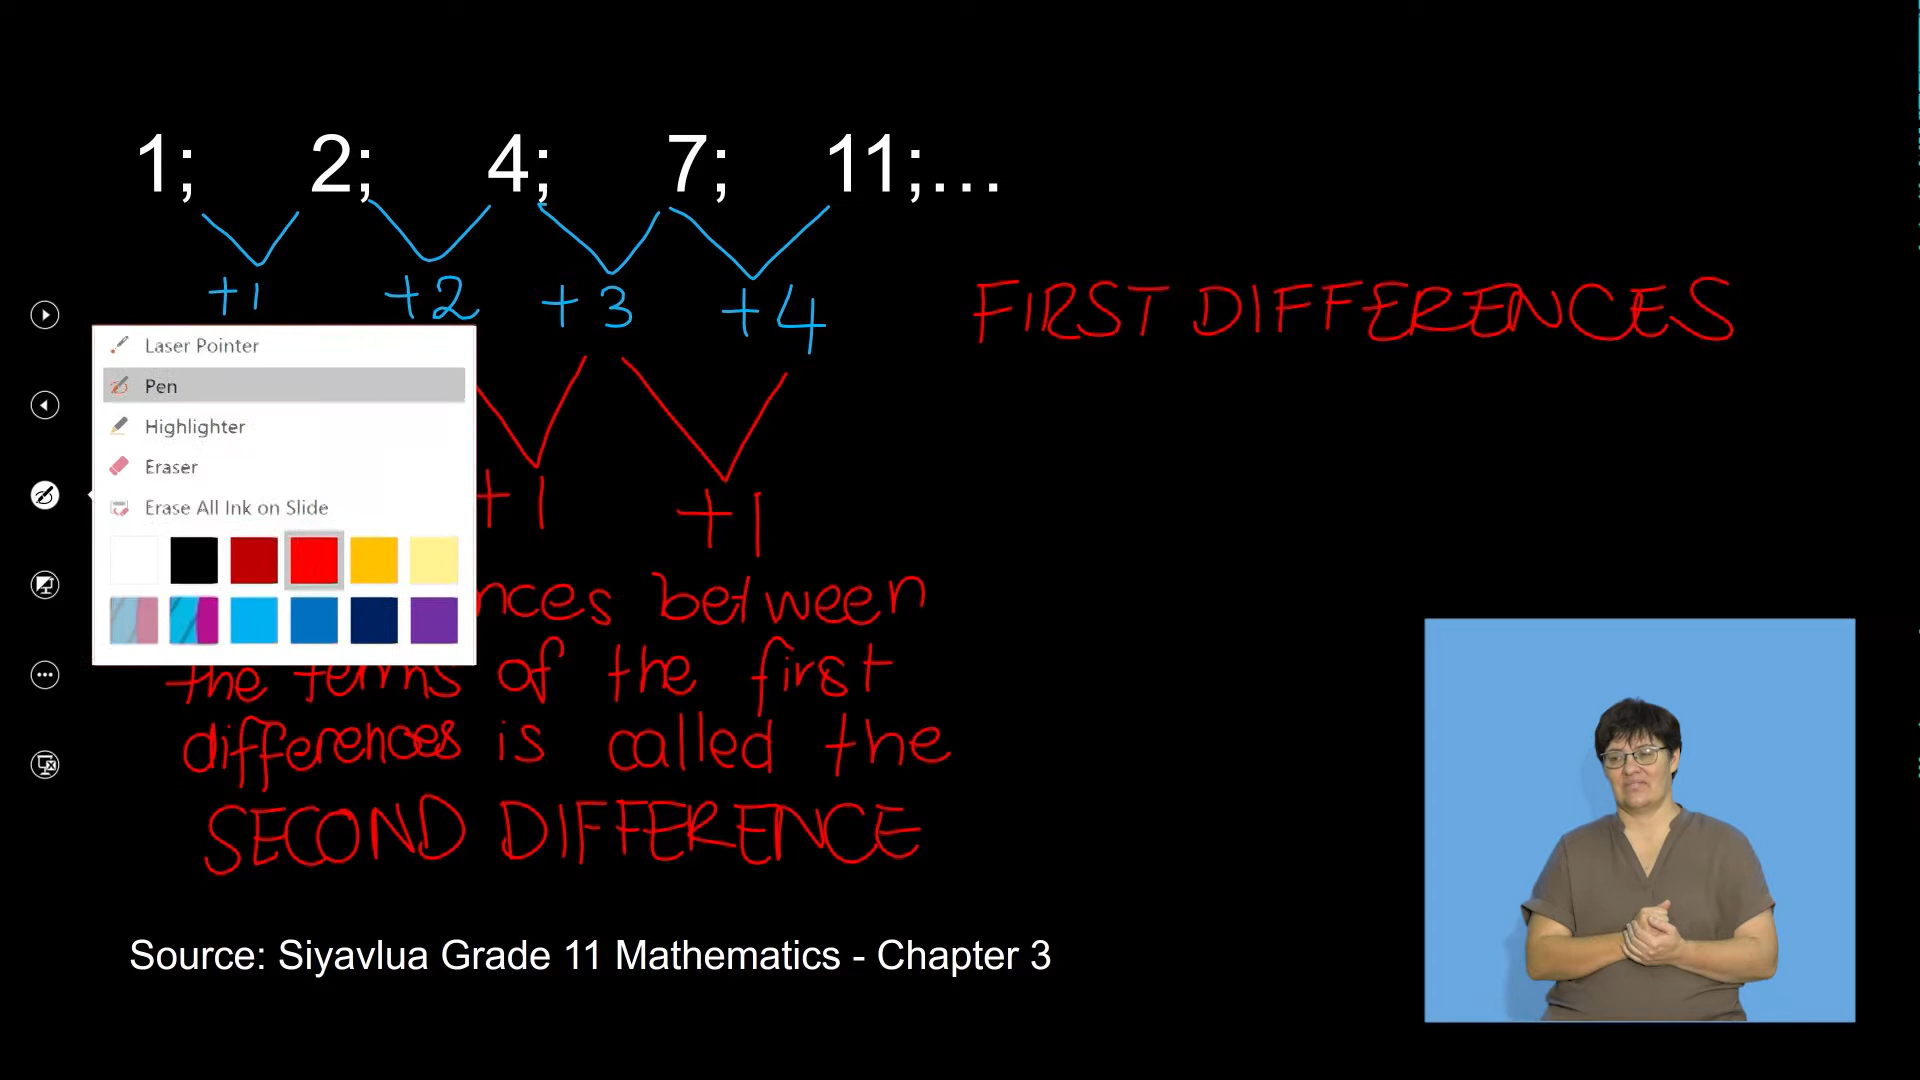 1; 2; 4; 7; 11;...
+1 +2 +3 +4
FIRST DIFFERENCES
Laser Pointer
Pen
Highlighter
Eraser
Erase All Ink on Slide
+1 +1
nces between
the terms of the first
differences is called the
SECOND DIFFERENCE
Source: Siyavlua Grade 11 Mathematics - Chapter 3